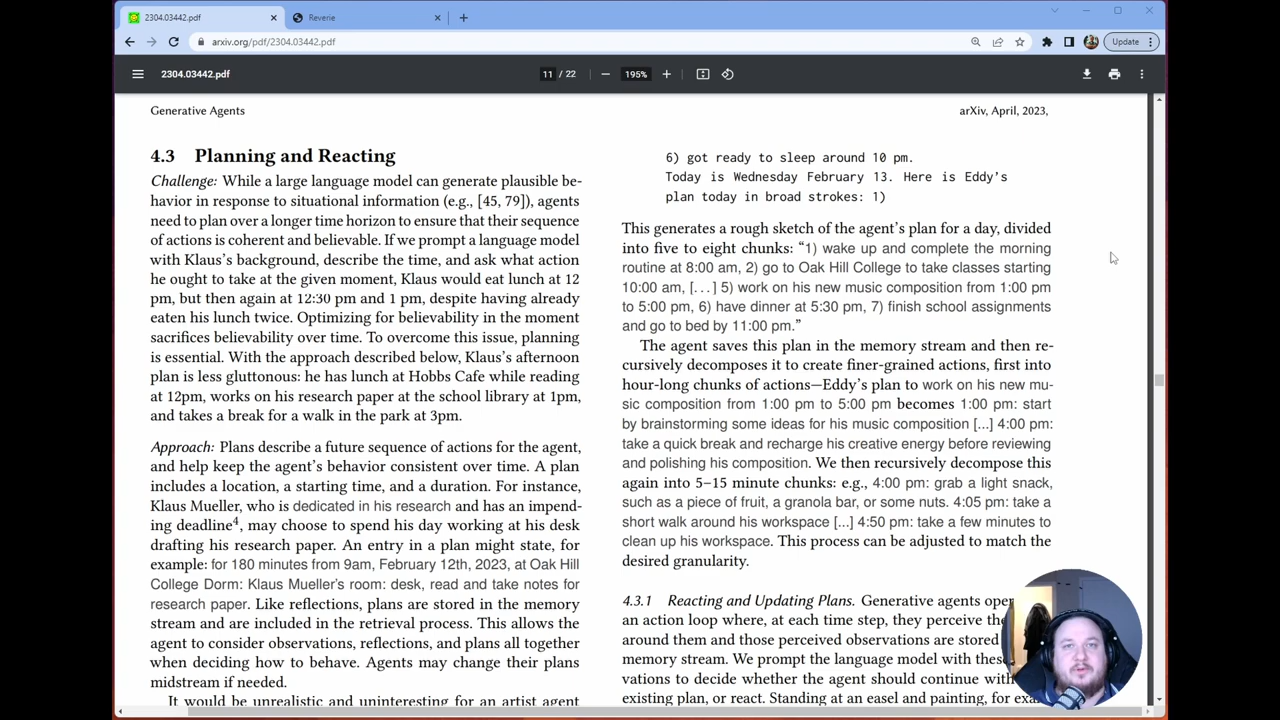 2304.03442.pdf
Reverie
arxiv.org/pdf/2304.03442.pdf
Update
2304.03442.pdf
11 / 22
195%
Generative Agents
arXiv, April, 2023,
4.3 Planning and Reacting
Challenge: While a large language model can generate plausible be-
havior in response to situational information (e.g., [45, 79]), agents
need to plan over a longer time horizon to ensure that their sequence
of actions is coherent and believable. If we prompt a language model
with Klaus's background, describe the time, and ask what action
he ought to take at the given moment, Klaus would eat lunch at 12
pm, but then again at 12:30 pm and 1 pm, despite having already
eaten his lunch twice. Optimizing for believability in the moment
sacrifices believability over time. To overcome this issue, planning
is essential. With the approach described below, Klaus's afternoon
plan is less gluttonous: he has lunch at Hobbs Cafe while reading
at 12pm, works on his research paper at the school library at 1pm,
and takes a break for a walk in the park at 3pm.
Approach: Plans describe a future sequence of actions for the agent,
and help keep the agent's behavior consistent over time. A plan
includes a location, a starting time, and a duration. For instance,
Klaus Mueller, who is dedicated in his research and has an impend-
ing deadline4, may choose to spend his day working at his desk
drafting his research paper. An entry in a plan might state, for
example: for 180 minutes from 9am, February 12th, 2023, at Oak Hill
College Dorm: Klaus Mueller's room: desk, read and take notes for
research paper. Like reflections, plans are stored in the memory
stream and are included in the retrieval process. This allows the
agent to consider observations, reflections, and plans all together
when deciding how to behave. Agents may change their plans
midstream if needed.
It would be unrealistic and uninteresting for an artist agent
6) got ready to sleep around 10 pm.
Today is Wednesday February 13. Here is Eddy's
plan today in broad strokes: 1)
This generates a rough sketch of the agent's plan for a day, divided
into five to eight chunks: “1) wake up and complete the morning
routine at 8:00 am, 2) go to Oak Hill College to take classes starting
10:00 am, [. . . ] 5) work on his new music composition from 1:00 pm
to 5:00 pm, 6) have dinner at 5:30 pm, 7) finish school assignments
and go to bed by 11:00 pm.”
The agent saves this plan in the memory stream and then re-
cursively decomposes it to create finer-grained actions, first into
hour-long chunks of actions—Eddy's plan to work on his new mu-
sic composition from 1:00 pm to 5:00 pm becomes 1:00 pm: start
by brainstorming some ideas for his music composition [...] 4:00 pm:
take a quick break and recharge his creative energy before reviewing
and polishing his composition. We then recursively decompose this
again into 5–15 minute chunks: e.g., 4:00 pm: grab a light snack,
such as a piece of fruit, a granola bar, or some nuts. 4:05 pm: take a
short walk around his workspace [...] 4:50 pm: take a few minutes to
clean up his workspace. This process can be adjusted to match the
desired granularity.
4.3.1 Reacting and Updating Plans. Generative agents oper
an action loop where, at each time step, they perceive the
around them and those perceived observations are stored
memory stream. We prompt the language model with these
vations to decide whether the agent should continue with
existing plan, or react. Standing at an easel and painting, for exa